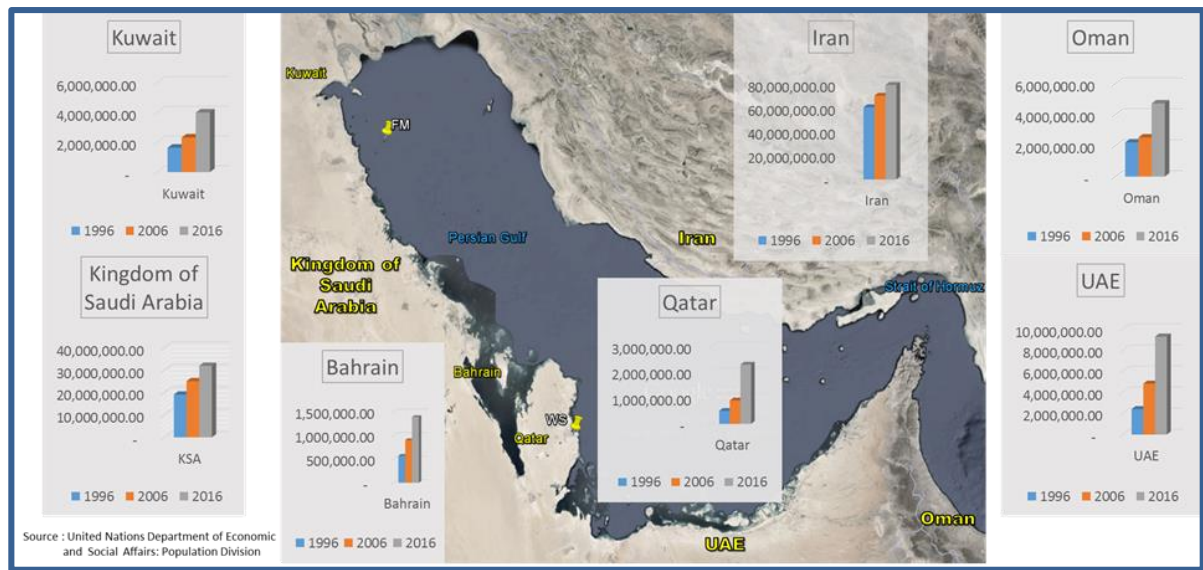 Kuwait
6,000,000.00
4,000,000.00
2,000,000.00
-
Kuwait
1996 2006 2016
Kingdom of
Saudi Arabia
40,000,000.00
30,000,000.00
20,000,000.00
10,000,000.00
-
KSA
1996 2006 2016
Source : United Nations Department of Economic
and Social Affairs: Population Division
Kuwait
FM
Persian Gulf
Iran
Kingdom of
Saudi
Arabia
Strait of Hormuz
Bahrain
WS
Qatar
UAE
Oman
Bahrain
1,500,000.00
1,000,000.00
500,000.00
-
Bahrain
1996 2006 2016
Qatar
3,000,000.00
2,000,000.00
1,000,000.00
-
Qatar
1996 2006 2016
Iran
80,000,000.00
60,000,000.00
40,000,000.00
20,000,000.00
-
Iran
1996 2006 2016
Oman
6,000,000.00
4,000,000.00
2,000,000.00
-
Oman
1996 2006 2016
UAE
10,000,000.00
8,000,000.00
6,000,000.00
4,000,000.00
2,000,000.00
-
UAE
1996 2006 2016